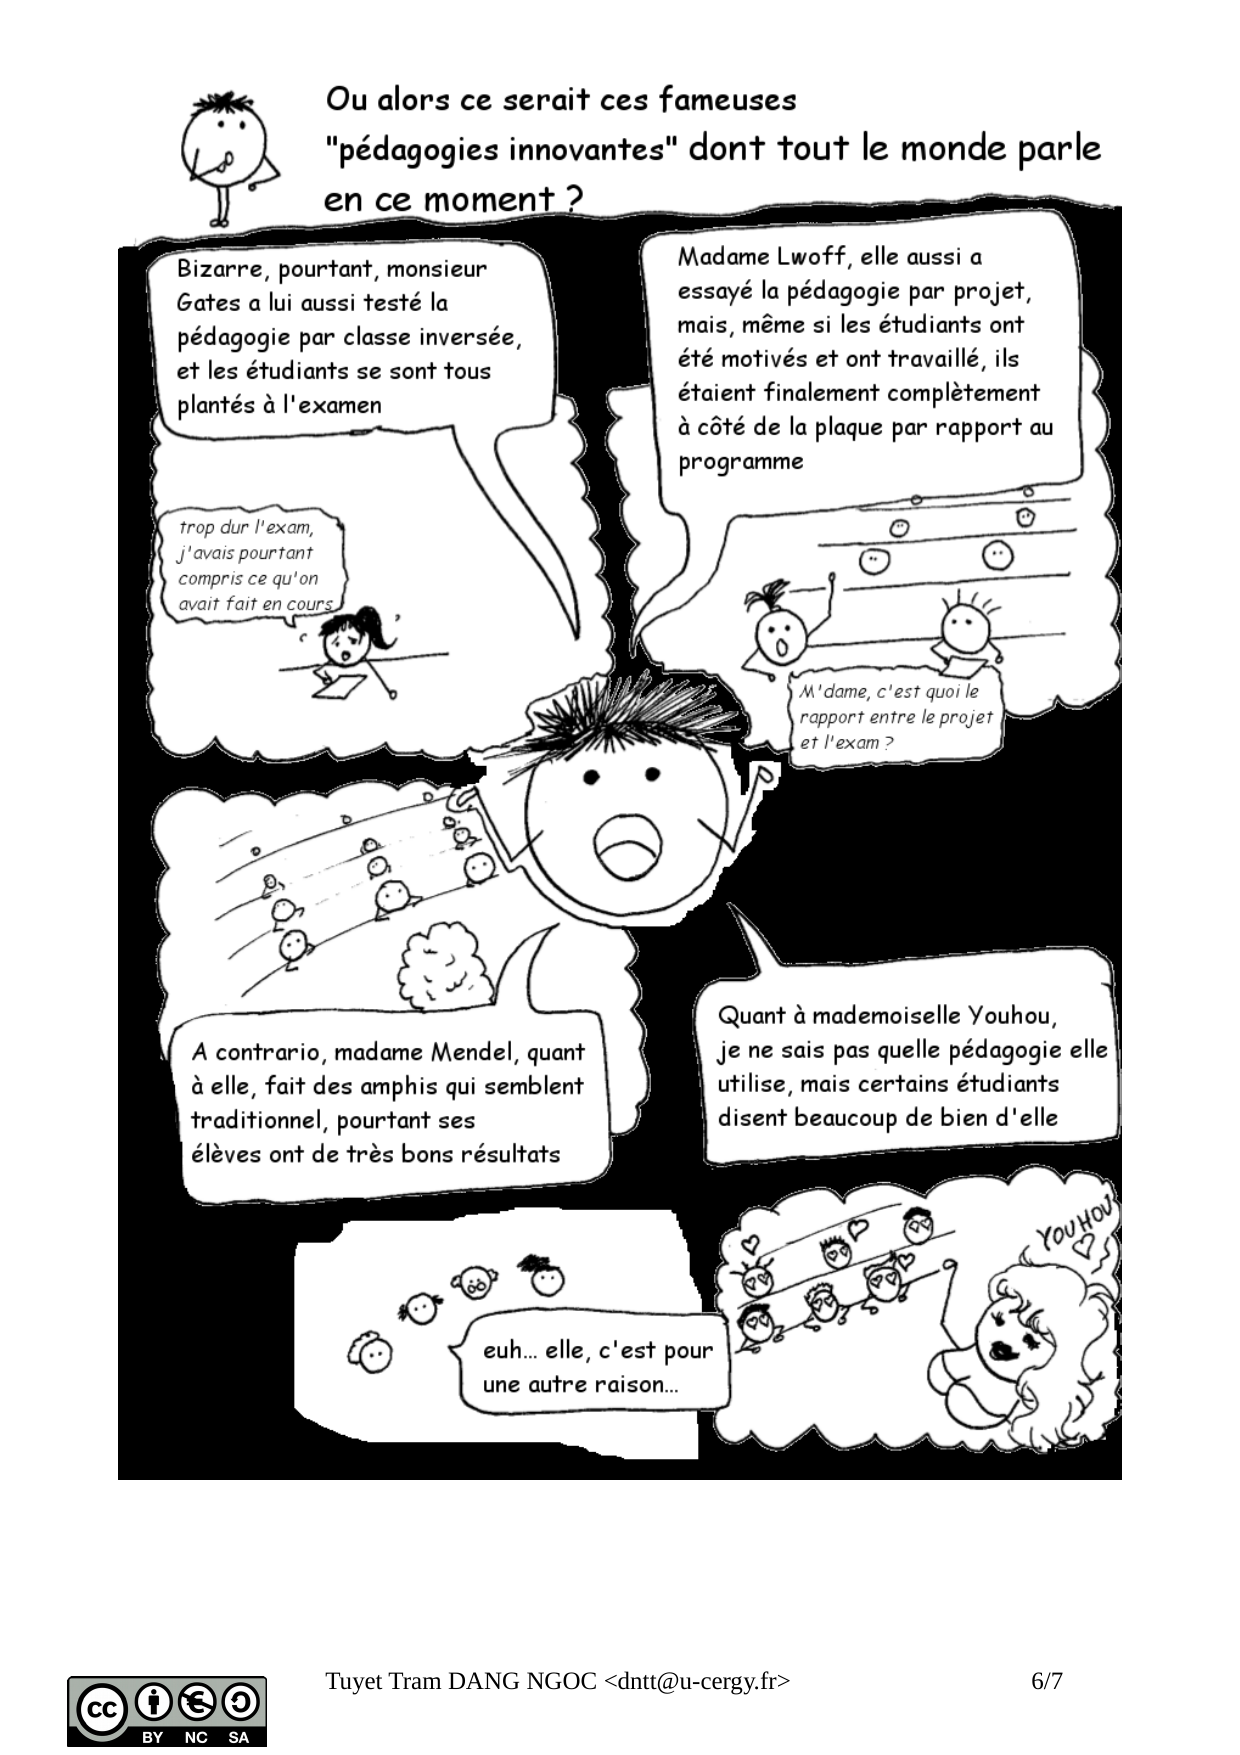 Ou alors ce serait ces fameuses
"pédagogies innovantes" dont tout le monde parle
en ce moment ?
Bizarre, pourtant, monsieur
Gates a lui aussi testé la
pédagogie par classe inversée,
et les étudiants se sont tous
plantés à l'examen
Madame Lwoff, elle aussi a
essayé la pédagogie par projet,
mais, même si les étudiants ont
été motivés et ont travaillé, ils
étaient finalement complètement
à côté de la plaque par rapport au
programme
trop dur l'exam,
j'avais pourtant
compris ce qu'on
avait fait en cours
M'dame, c'est quoi le
rapport entre le projet
et l'exam ?
A contrario, madame Mendel, quant
à elle, fait des amphis qui semblent
traditionnel, pourtant ses
élèves ont de très bons résultats
Quant à mademoiselle Youhou,
je ne sais pas quelle pédagogie elle
utilise, mais certains étudiants
disent beaucoup de bien d'elle
YOUHOU
euh... elle, c'est pour
une autre raison...
Tuyet Tram DANG NGOC <dntt@u-cergy.fr>
6/7
cc
BY NC SA